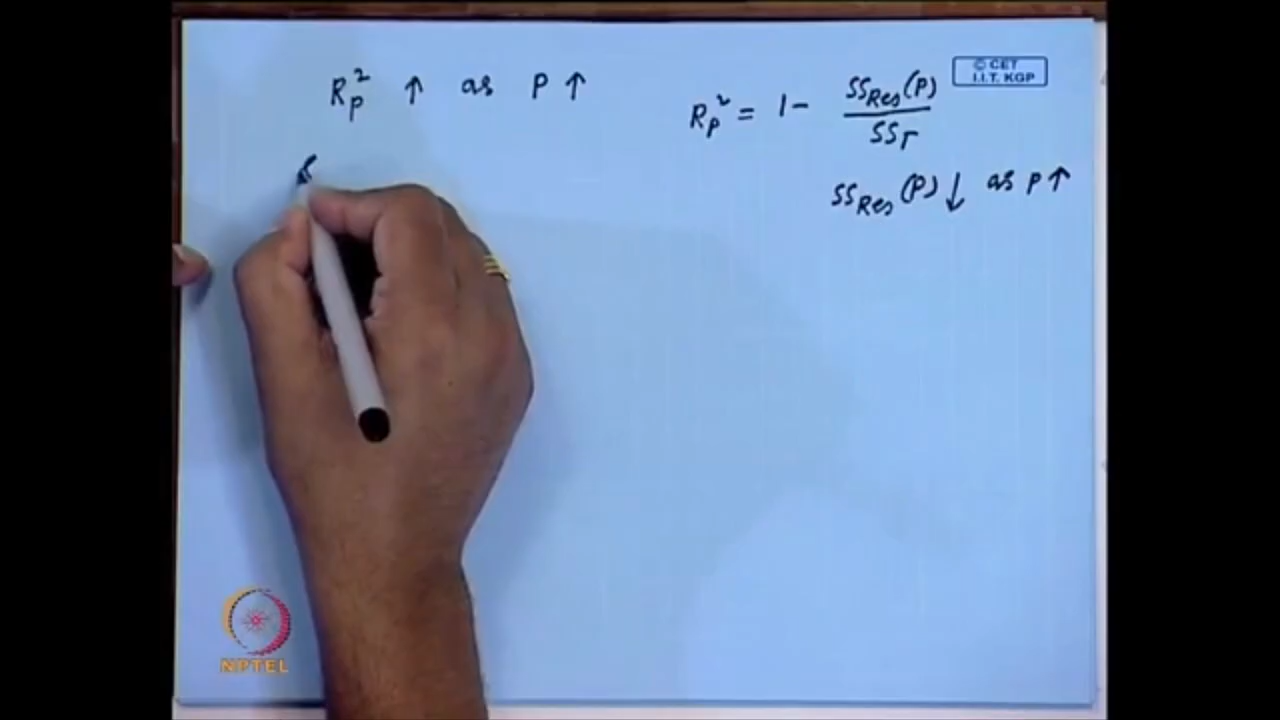 R_p^2 ↑ as P ↑
R_p^2 = 1 - SS_Res(P) / SS_T
SS_Res(P) ↓ as P ↑
© CET
I.I.T. KGP
NPTEL